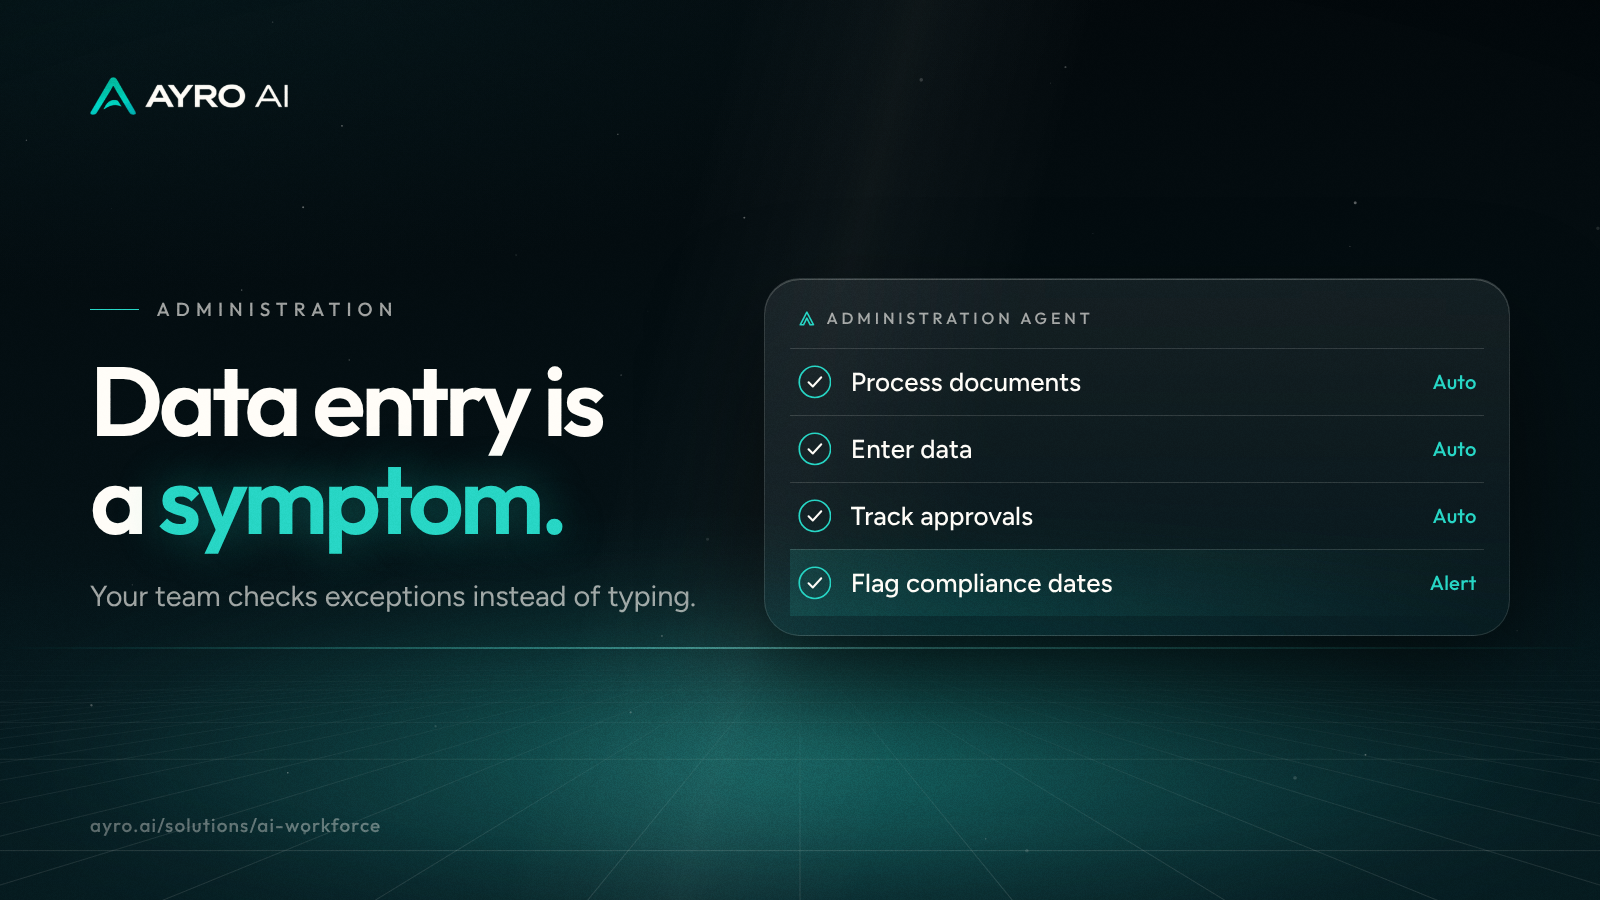 AYRO AI
ADMINISTRATION
Data entry is
a symptom.
Your team checks exceptions instead of typing.
ADMINISTRATION AGENT
Process documents Auto
Enter data Auto
Track approvals Auto
Flag compliance dates Alert
ayro.ai/solutions/ai-workforce